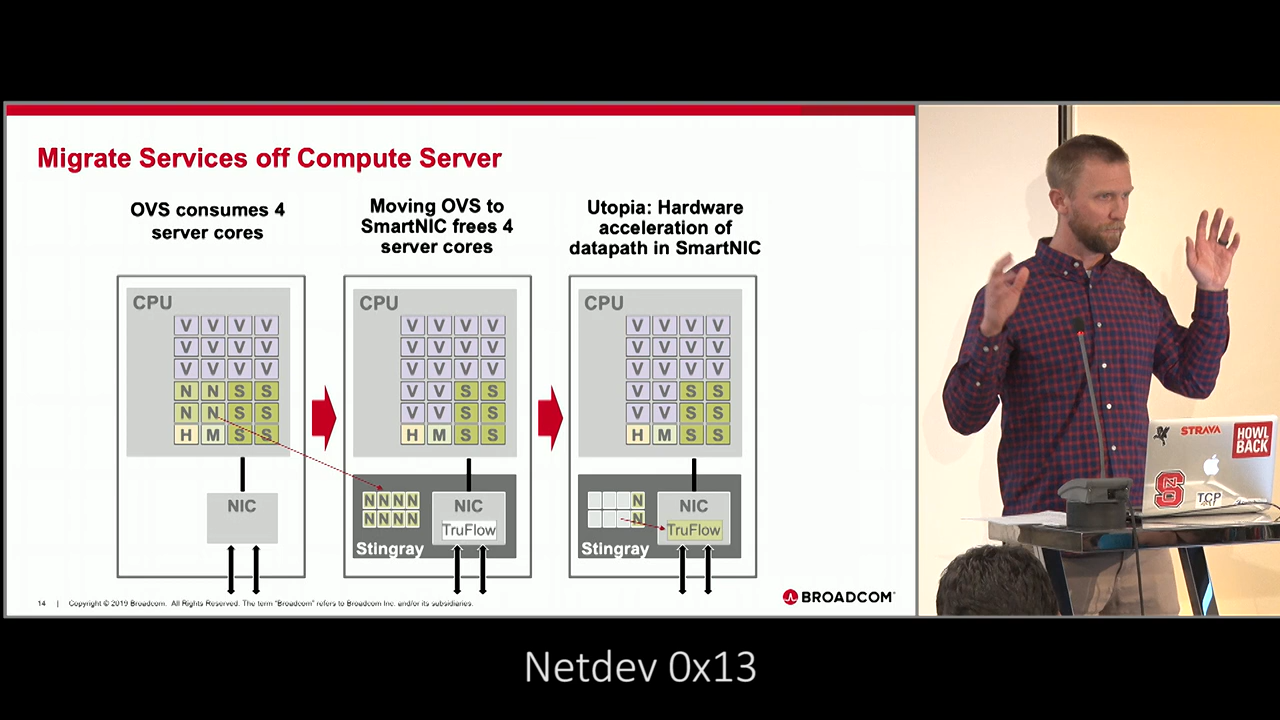 Migrate Services off Compute Server
OVS consumes 4
server cores
Moving OVS to
SmartNIC frees 4
server cores
Utopia: Hardware
acceleration of
datapath in SmartNIC
CPU
V V V V
V V V V
V V V V
N N S S
N N S S
H M S S
NIC
CPU
V V V V
V V V V
V V V V
V V S S
V V S S
H M S S
N N N N
N N N N
NIC
TruFlow
Stingray
CPU
V V V V
V V V V
V V V V
V V S S
V V S S
H M S S
N
N
NIC
TruFlow
Stingray
14 | Copyright © 2019 Broadcom. All Rights Reserved. The term "Broadcom" refers to Broadcom Inc. and/or its subsidiaries.
BROADCOM
STRAVA
HOWL
BACK
NCS
TCP
Netdev 0x13